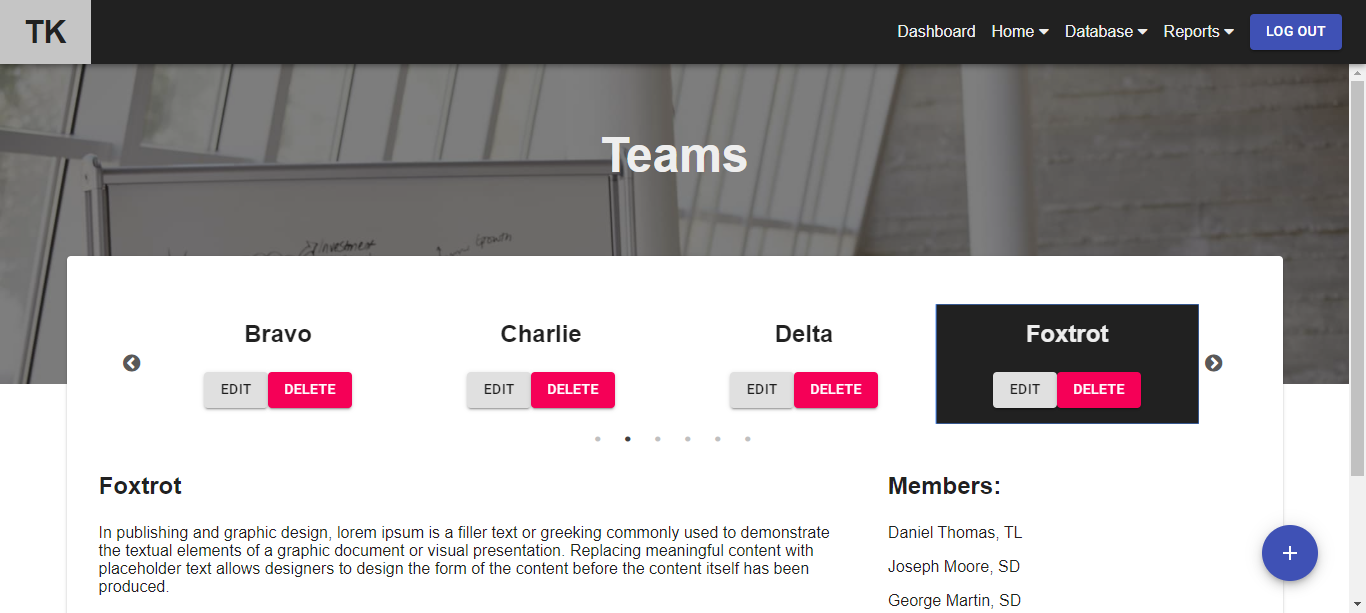 TK
Dashboard Home Database Reports LOG OUT
Teams
Investment
Growth
Bravo Charlie Delta Foxtrot
EDIT DELETE EDIT DELETE EDIT DELETE EDIT DELETE
Foxtrot
In publishing and graphic design, lorem ipsum is a filler text or greeking commonly used to demonstrate
the textual elements of a graphic document or visual presentation. Replacing meaningful content with
placeholder text allows designers to design the form of the content before the content itself has been
produced.
Members:
Daniel Thomas, TL
Joseph Moore, SD
George Martin, SD